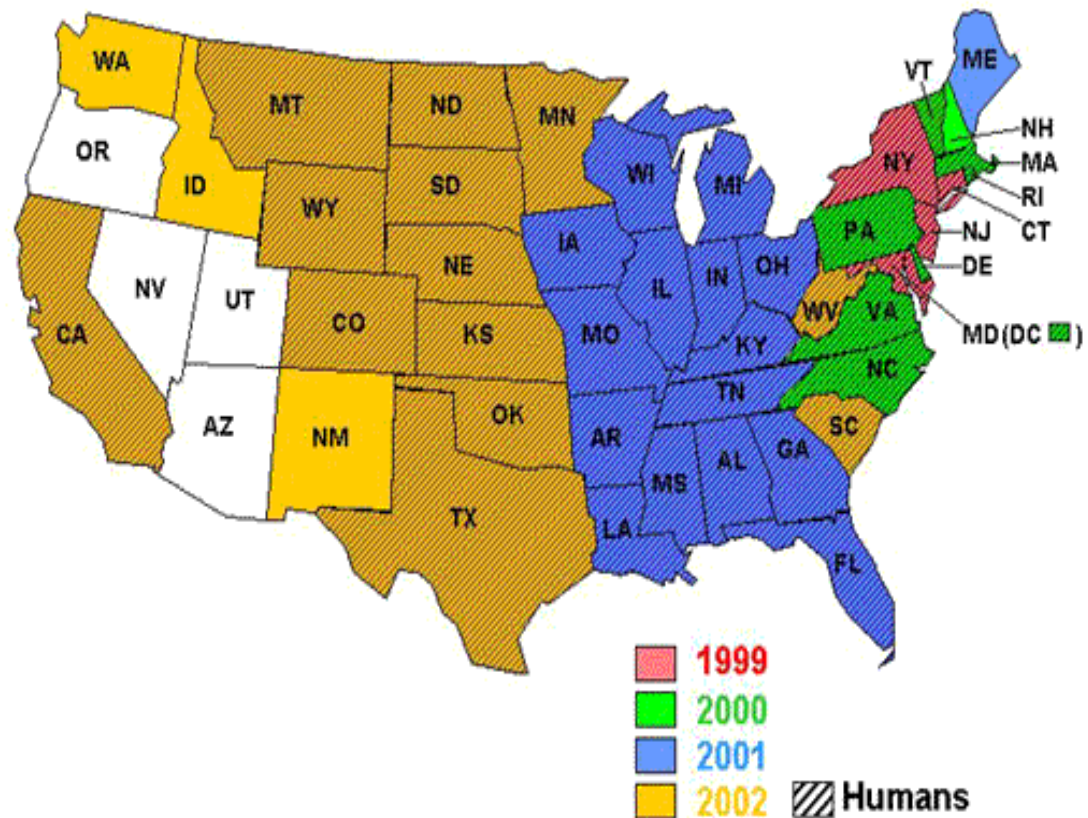 WA
MT
ND
MN
ME
VT
NH
OR
ID
SD
WI
MI
NY
MA
RI
WY
CT
IA
PA
NJ
NE
OH
DE
NV
UT
IL
IN
CA
CO
KS
MO
WV
VA
MD(DC )
KY
NC
TN
AZ
NM
OK
AR
SC
GA
AL
MS
TX
LA
FL
1999
2000
2001
2002
Humans